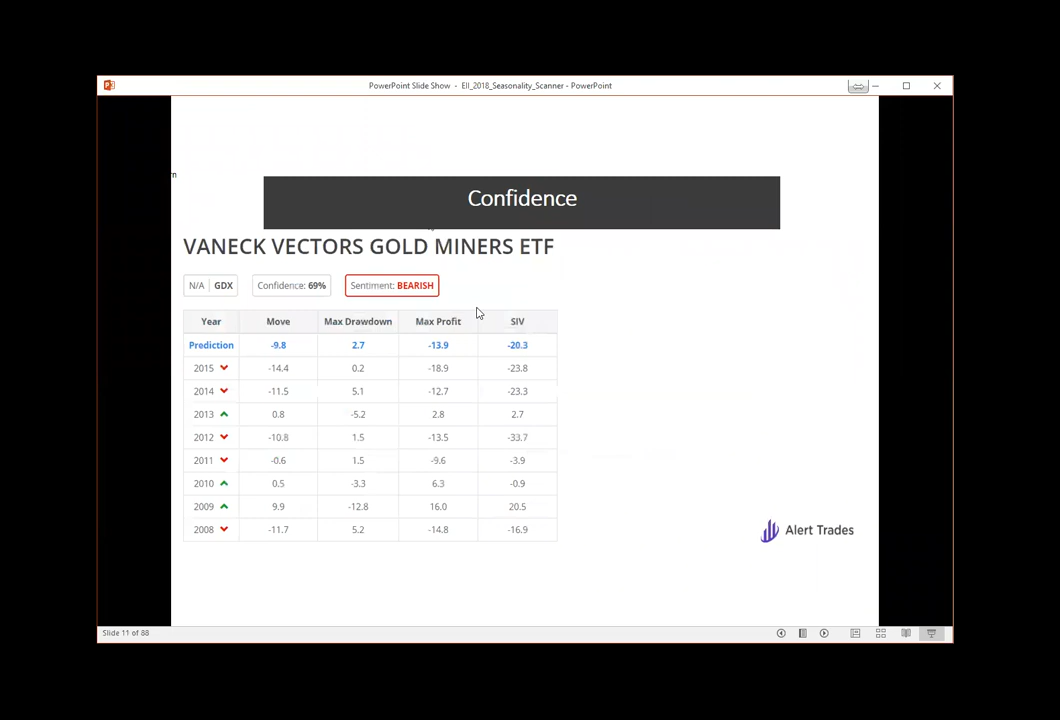 PowerPoint Slide Show - EII_2018_Seasonality_Scanner - PowerPoint
rn
Confidence
VANECK VECTORS GOLD MINERS ETF
N/A GDX Confidence: 69% Sentiment: BEARISH
Year Move Max Drawdown Max Profit SIV
Prediction -9.8 2.7 -13.9 -20.3
2015 -14.4 0.2 -18.9 -23.8
2014 -11.5 5.1 -12.7 -23.3
2013 0.8 -5.2 2.8 2.7
2012 -10.8 1.5 -13.5 -33.7
2011 -0.6 1.5 -9.6 -3.9
2010 0.5 -3.3 6.3 -0.9
2009 9.9 -12.8 16.0 20.5
2008 -11.7 5.2 -14.8 -16.9
Alert Trades
Slide 11 of 88